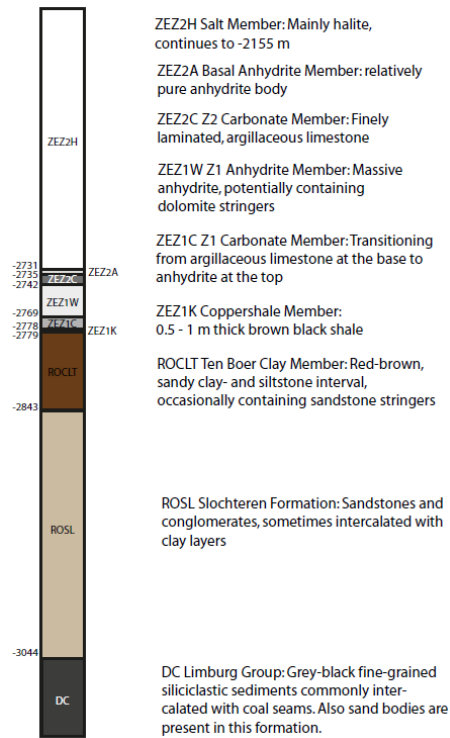 ZEZ2H Salt Member: Mainly halite,
continues to -2155 m
ZEZ2A Basal Anhydrite Member: relatively
pure anhydrite body
ZEZ2C Z2 Carbonate Member: Finely
laminated, argillaceous limestone
ZEZ2H
ZEZ1W Z1 Anhydrite Member: Massive
anhydrite, potentially containing
dolomite stringers
ZEZ1C Z1 Carbonate Member: Transitioning
from argillaceous limestone at the base to
anhydrite at the top
-2731
-2735
ZEZ2A
ZEZ2C
-2742
ZEZ1W
-2769
ZEZ1C
-2778
ZEZ1K
-2779
ZEZ1K Coppershale Member:
0.5 - 1 m thick brown black shale
ROCLT
ROCLT Ten Boer Clay Member: Red-brown,
sandy clay- and siltstone interval,
occasionally containing sandstone stringers
-2843
ROSL
ROSL Slochteren Formation: Sandstones and
conglomerates, sometimes intercalated with
clay layers
-3044
DC
DC Limburg Group: Grey-black fine-grained
siliciclastic sediments commonly inter-
calated with coal seams. Also sand bodies are
present in this formation.